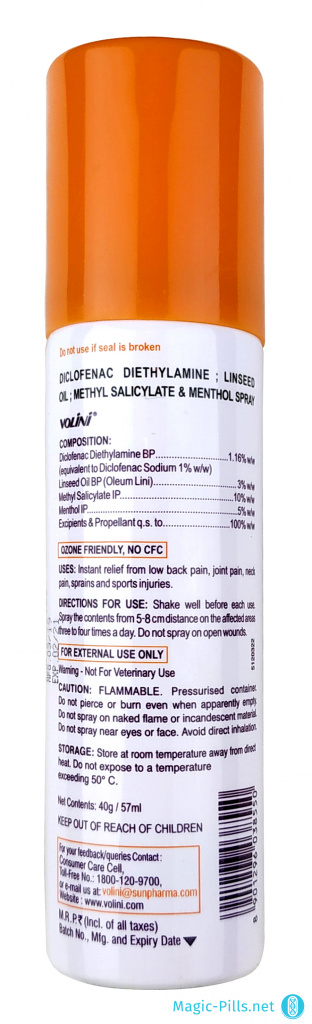 Do not use if seal is broken
DICLOFENAC DIETHYLAMINE ; LINSEED
OIL ; METHYL SALICYLATE & MENTHOL SPRAY
VOLINI®
COMPOSITION:
Diclofenac Diethylamine BP..............................1.16% w/w
(equivalent to Diclofenac Sodium 1% w/w)
Linseed Oil BP (Oleum Lini)..............................3% w/w
Methyl Salicylate IP..............................10% w/w
Menthol IP..............................5% w/w
Excipients & Propellant q.s. to..............................100% w/w
OZONE FRIENDLY, NO CFC
USES: Instant relief from low back pain, joint pain, neck
pain, sprains and sports injuries.
DIRECTIONS FOR USE: Shake well before each use.
Spray the contents from 5-8 cm distance on the affected areas
three to four times a day. Do not spray on open wounds.
FOR EXTERNAL USE ONLY
Warning - Not For Veterinary Use
CAUTION: FLAMMABLE. Pressurised container.
Do not pierce or burn even when apparently empty.
Do not spray on naked flame or incandescent material.
Do not spray near eyes or face. Avoid direct inhalation.
STORAGE: Store at room temperature away from direct
heat. Do not expose to a temperature
exceeding 50° C.
Net Contents: 40g / 57ml
KEEP OUT OF REACH OF CHILDREN
For your feedback/queries Contact :
Consumer Care Cell,
Toll-Free No.: 1800-120-9700,
or e-mail us at: volini@sunpharma.com
Website : www.volini.com
M.R.P.₹ (Incl. of all taxes)
Batch No., Mfg. and Expiry Date
5120322
8 901296 038550
Magic-Pills.net